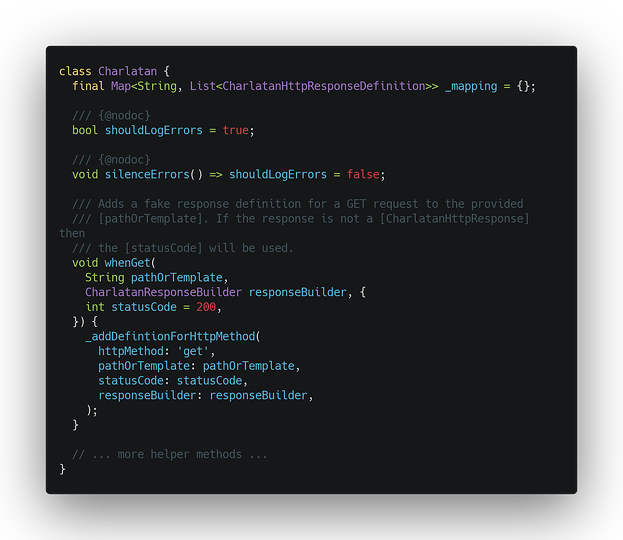 class Charlatan {
  final Map<String, List<CharlatanHttpResponseDefinition>> _mapping = {};

  /// {@nodoc}
  bool shouldLogErrors = true;

  /// {@nodoc}
  void silenceErrors() => shouldLogErrors = false;

  /// Adds a fake response definition for a GET request to the provided
  /// [pathOrTemplate]. If the response is not a [CharlatanHttpResponse]
then
  /// the [statusCode] will be used.
  void whenGet(
    String pathOrTemplate,
    CharlatanResponseBuilder responseBuilder, {
    int statusCode = 200,
  }) {
    _addDefintionForHttpMethod(
      httpMethod: 'get',
      pathOrTemplate: pathOrTemplate,
      statusCode: statusCode,
      responseBuilder: responseBuilder,
    );
  }

  // ... more helper methods ...
}